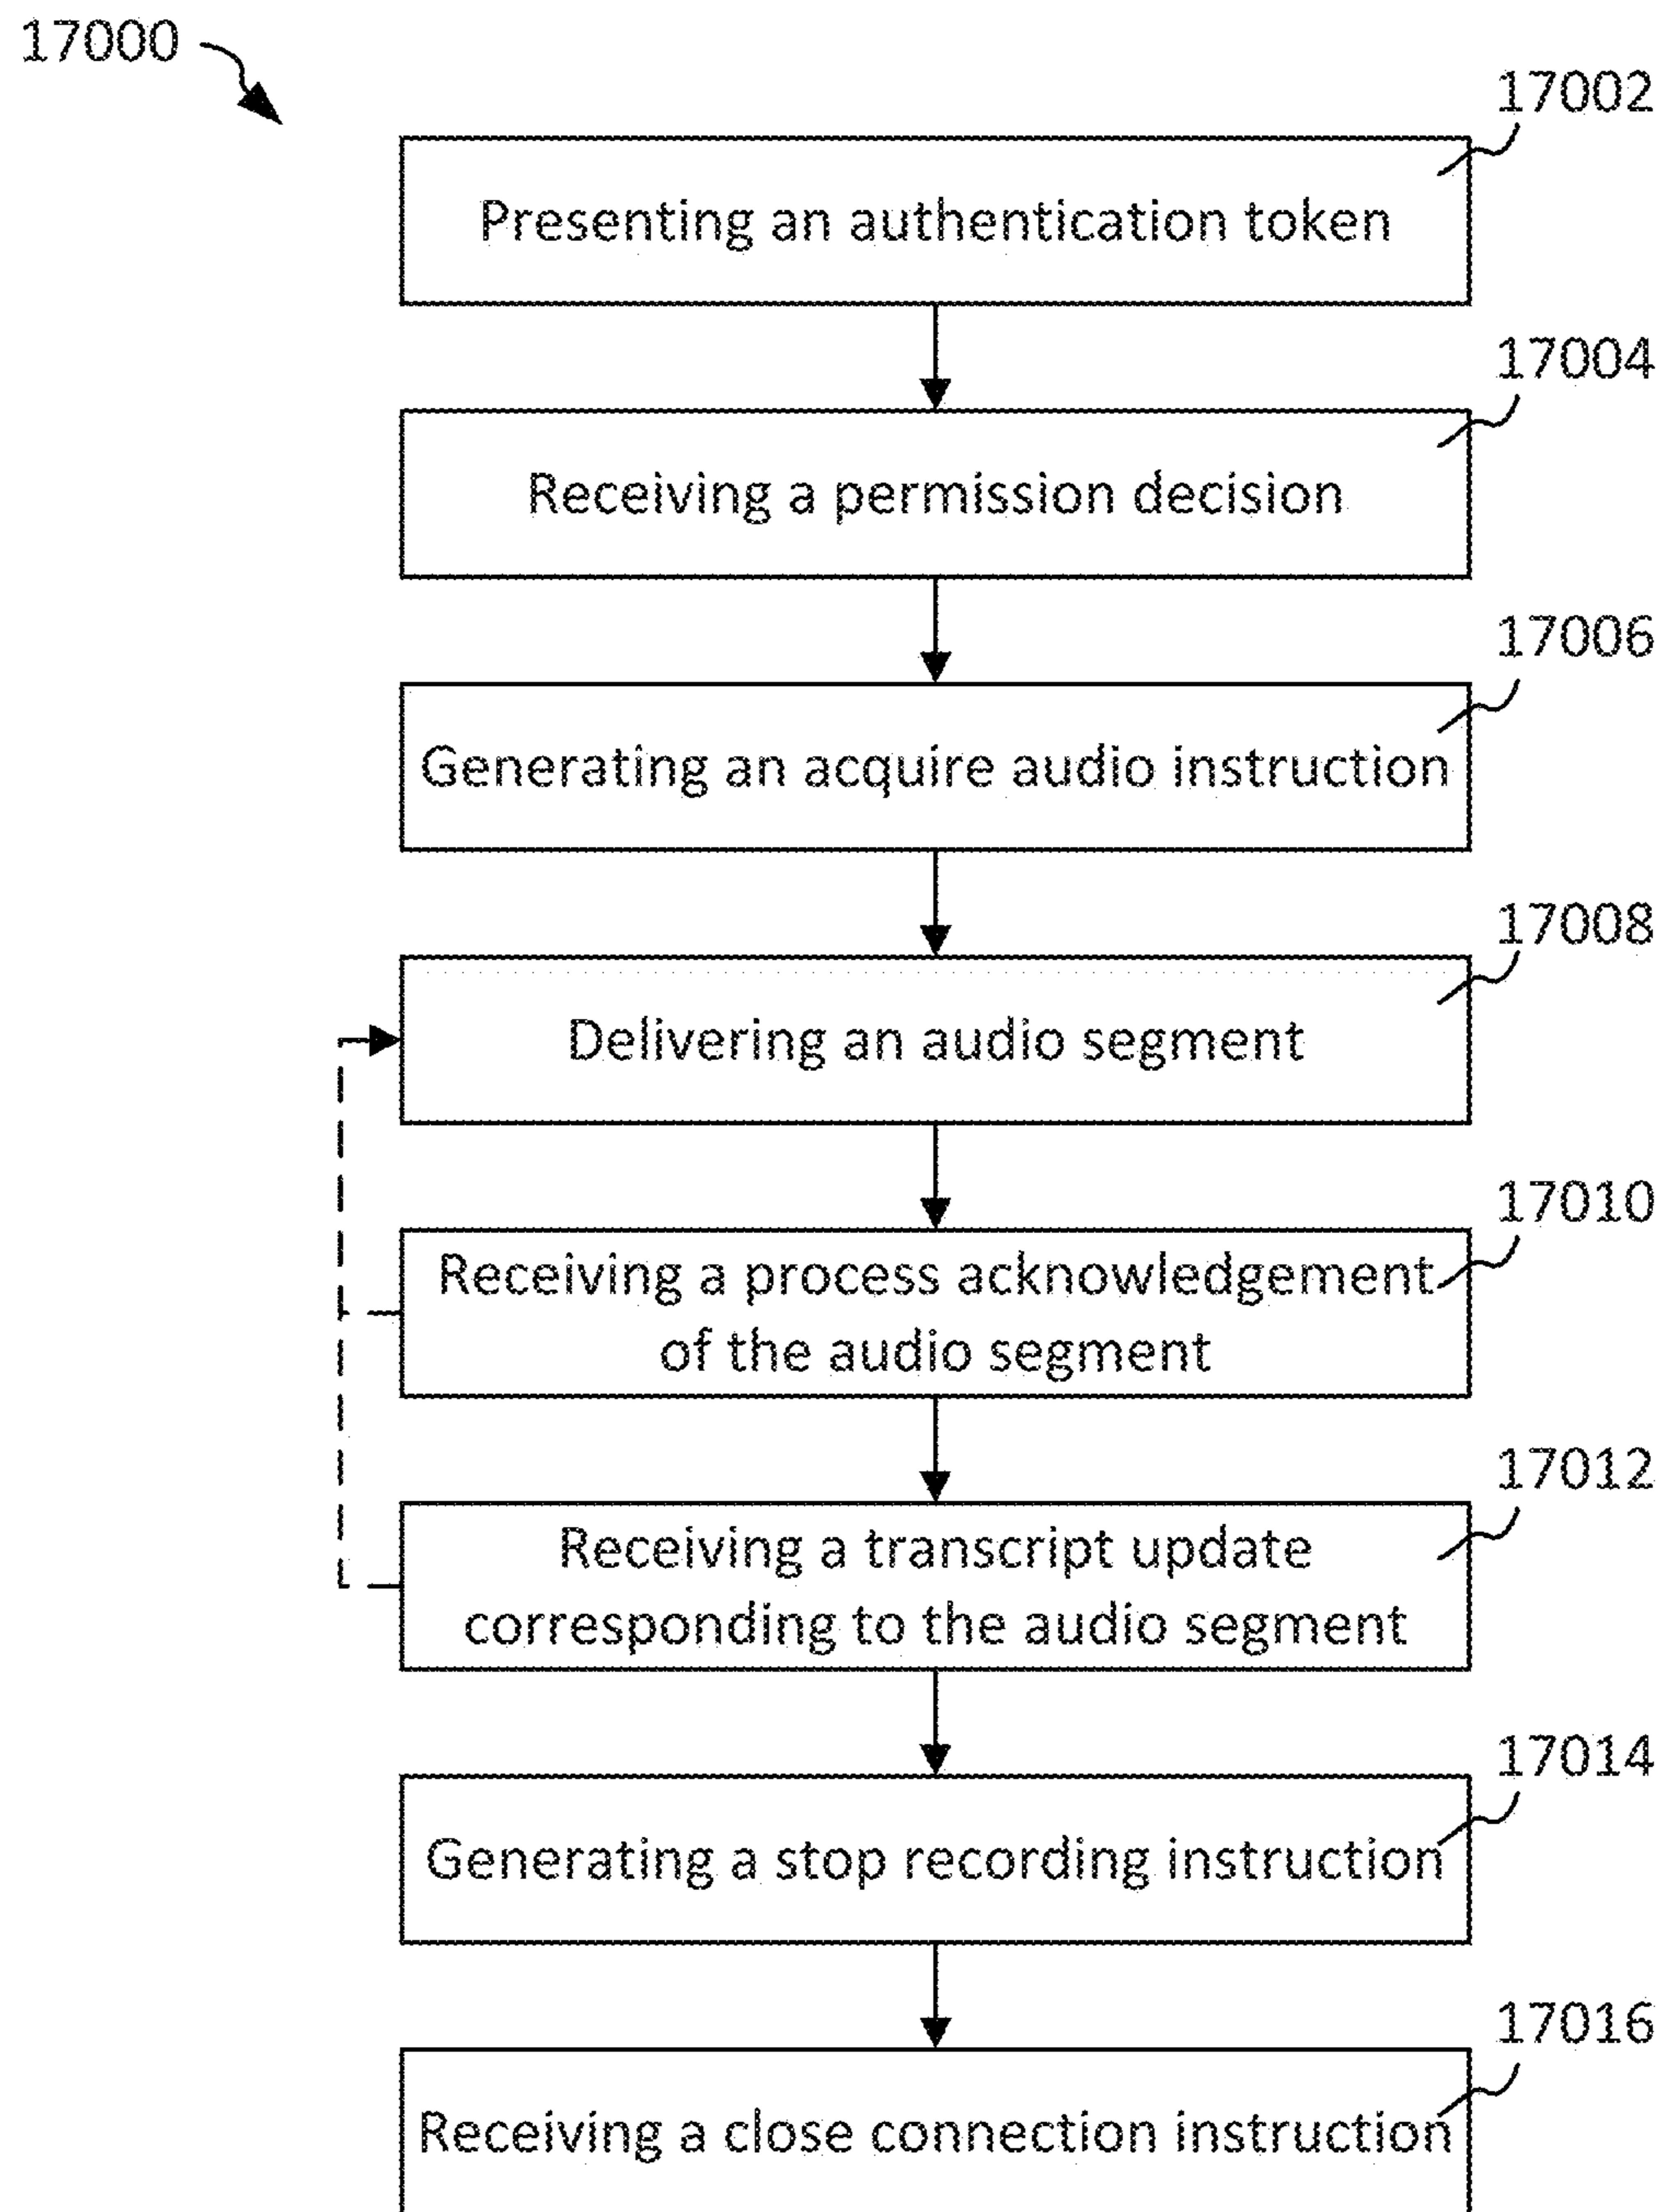 17000
17002
Presenting an authentication token
17004
Receiving a permission decision
17006
Generating an acquire audio instruction
17008
Delivering an audio segment
17010
Receiving a process acknowledgement
of the audio segment
17012
Receiving a transcript update
corresponding to the audio segment
17014
Generating a stop recording instruction
17016
Receiving a close connection instruction